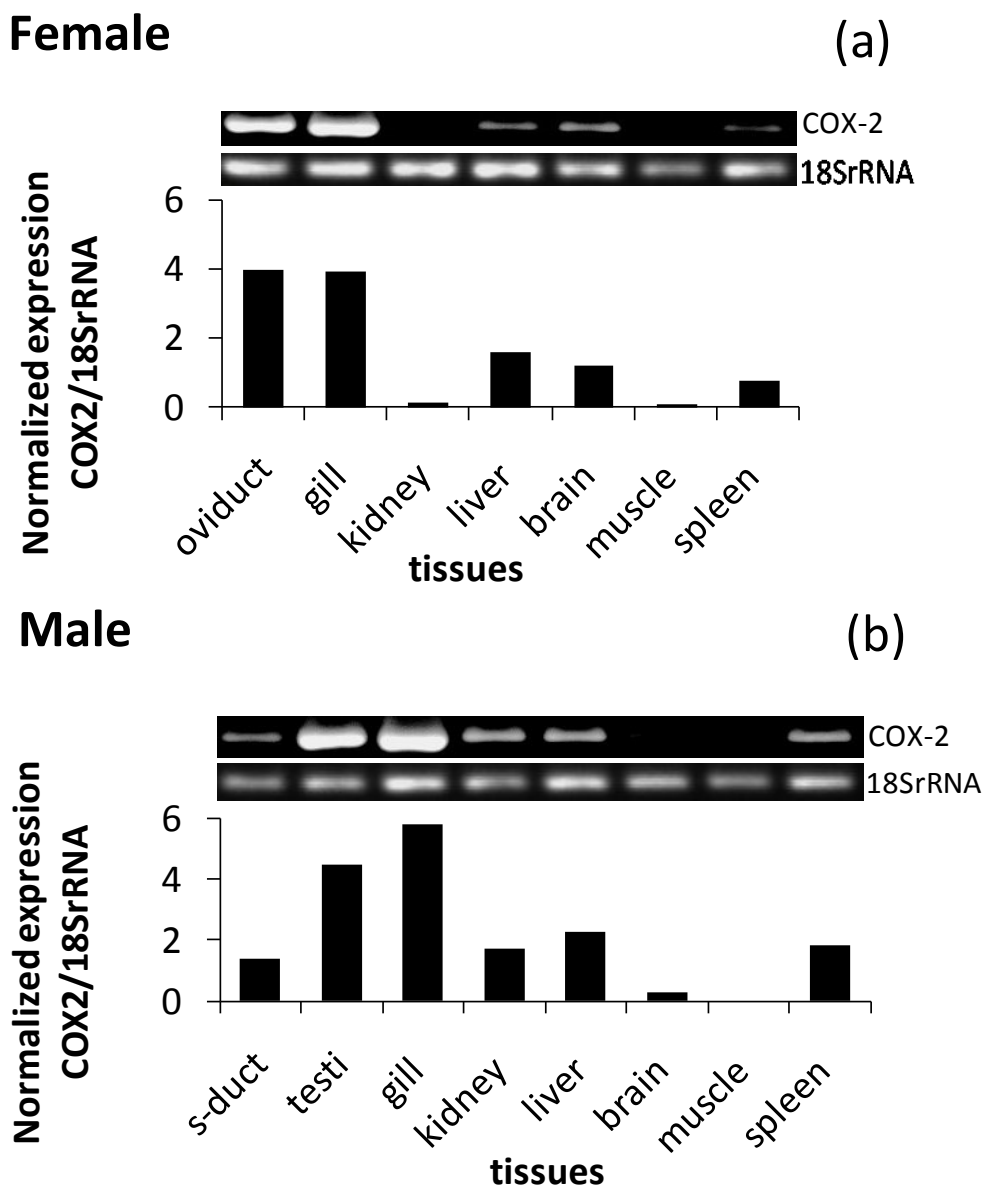 Female
(a)
COX-2
18SrRNA
Normalized expression
COX2/18SrRNA
6
4
2
0
oviduct
gill
kidney
liver
brain
muscle
spleen
tissues
Male
(b)
COX-2
18SrRNA
Normalized expression
COX2/18SrRNA
6
4
2
0
s-duct
testi
gill
kidney
liver
brain
muscle
spleen
tissues